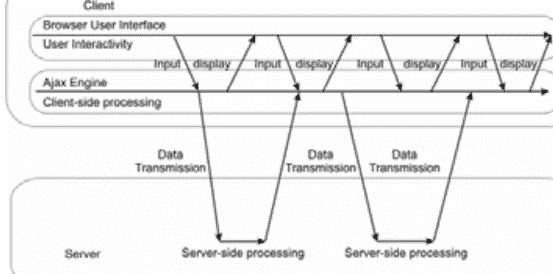 Client
Browser User Interface
User Interactivity
Input display Input display Input display Input display
Ajax Engine
Client-side processing
Data Transmission
Data Transmission
Data Transmission
Server-side processing
Server-side processing
Server